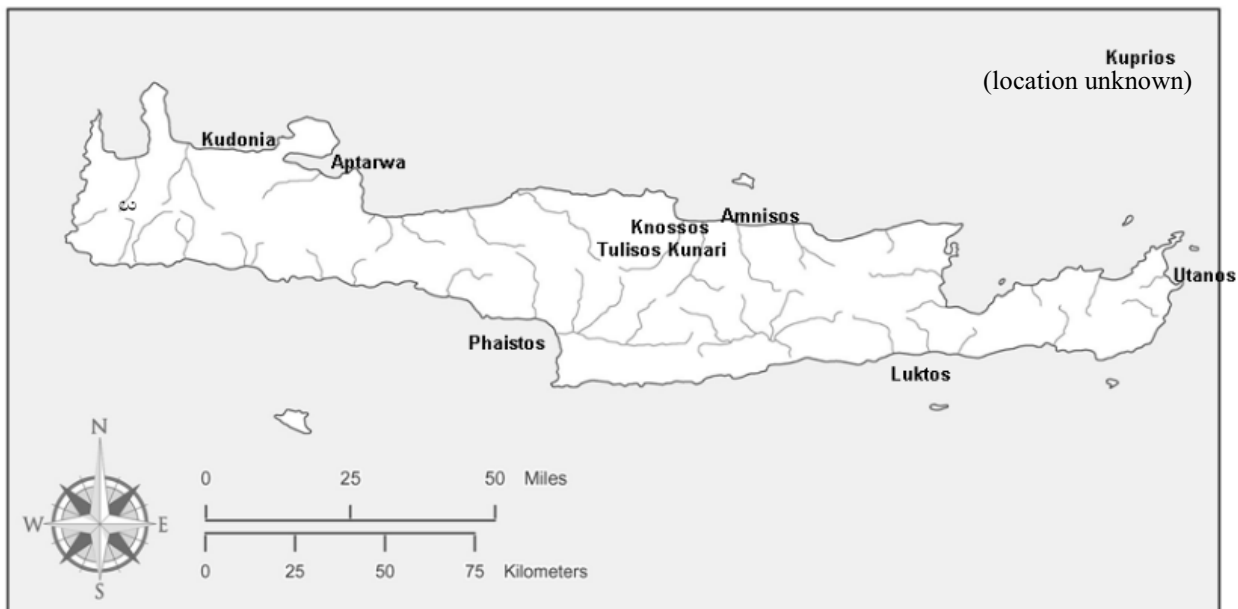 Kuprios
(location unknown)
Kudonia
Aptarwa
Knossos
Amnisos
Tulisos Kunari
Utanos
Phaistos
Luktos
N
W
E
S
0 25 50 Miles
0 25 50 75 Kilometers